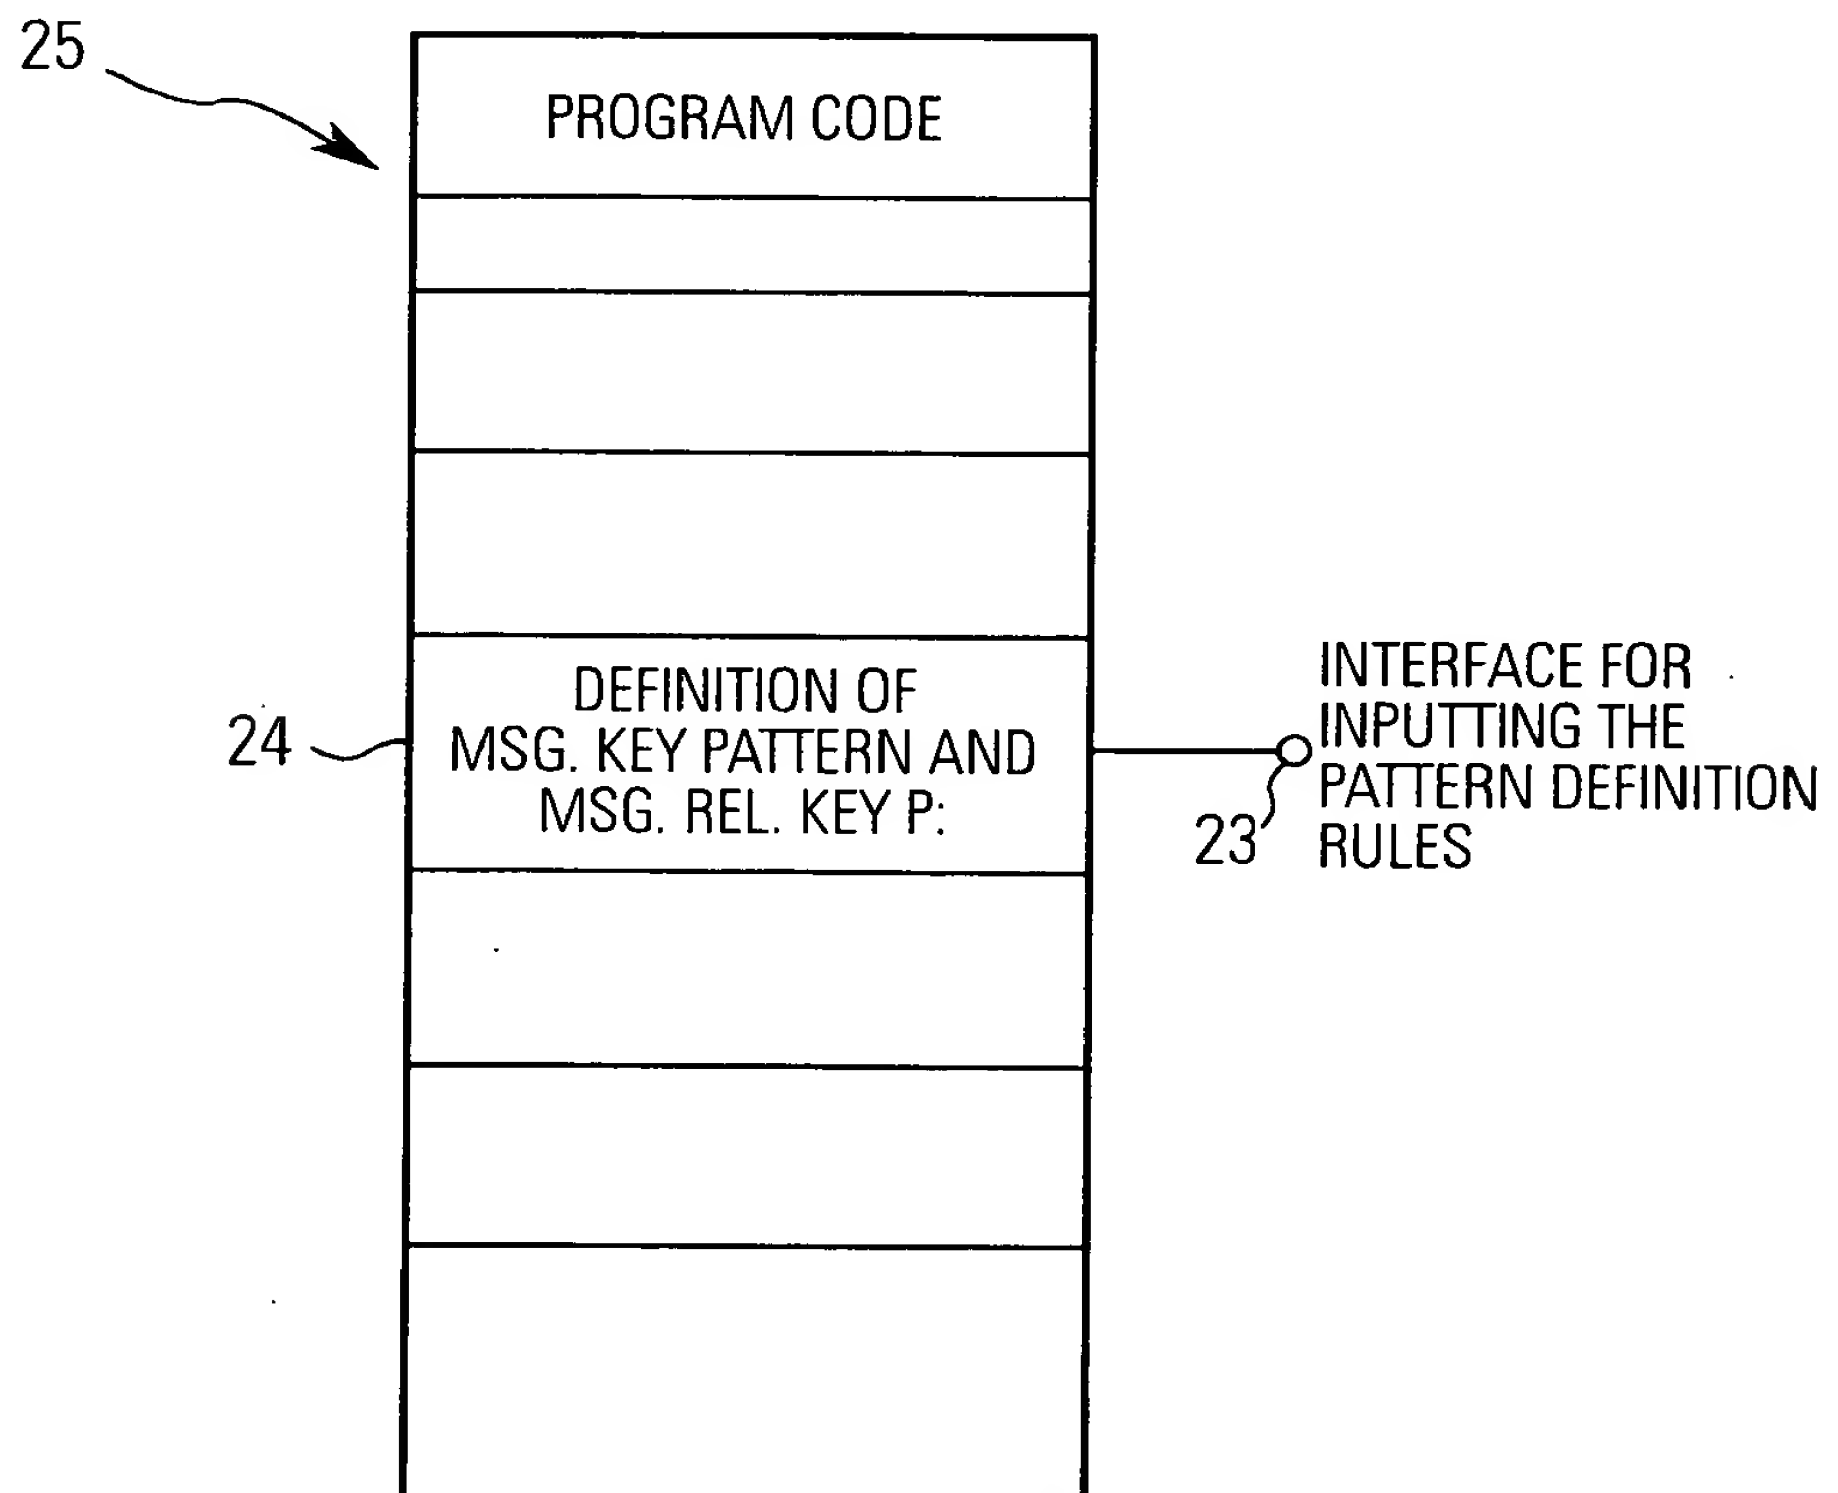 25
PROGRAM CODE
DEFINITION OF
MSG. KEY PATTERN AND
MSG. REL. KEY P:
24
INTERFACE FOR
INPUTTING THE
PATTERN DEFINITION
RULES
23